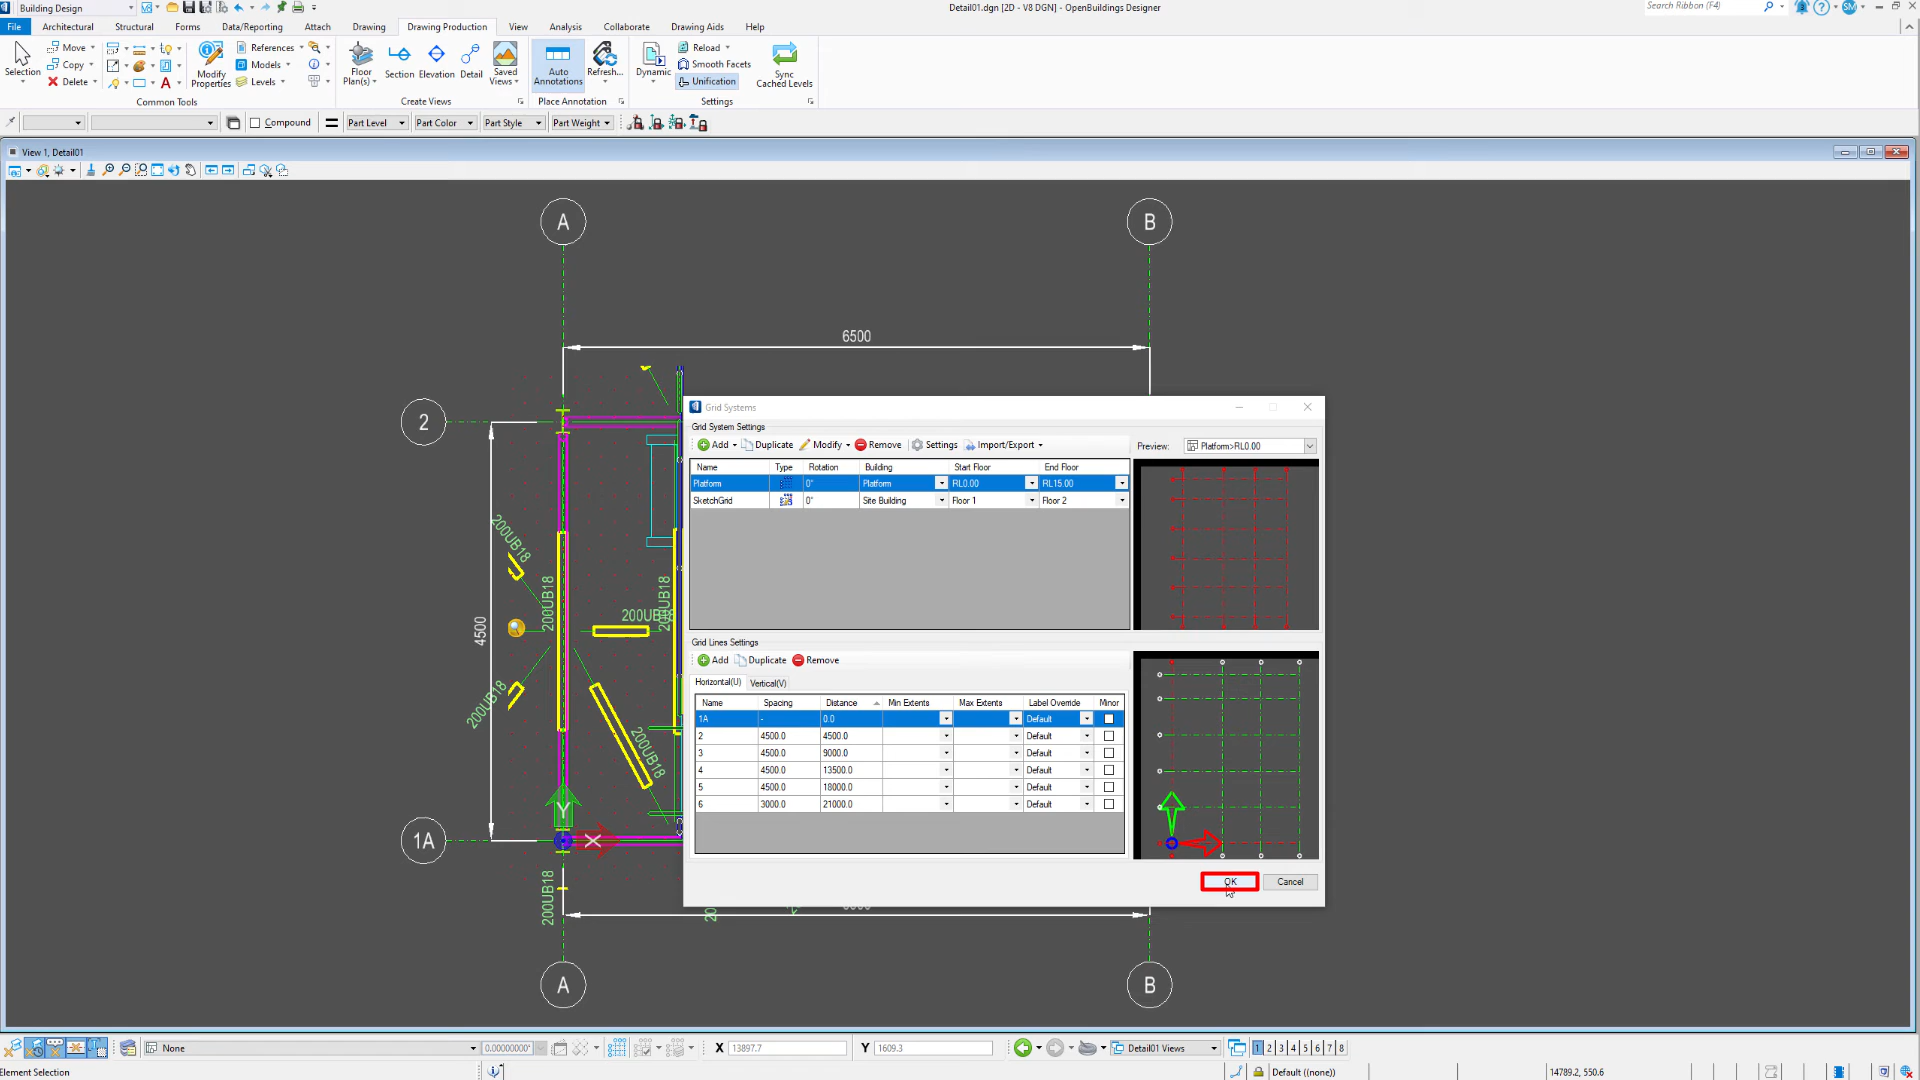 Building Design
Detail01.dgn [2D - V8 DGN] - OpenBuildings Designer
Search Ribbon (F4)
SM
File Architectural Structural Forms Data/Reporting Attach Drawing Drawing Production View Analysis Collaborate Drawing Aids Help
Selection
Move
Copy
Delete
Common Tools
Modify Properties
References
Models
Levels
Floor Plan(s)
Section
Elevation
Detail
Saved Views
Create Views
Auto Annotations
Refresh...
Place Annotation
Dynamic
Reload
Smooth Facets
Unification
Settings
Sync Cached Levels
Compound Part Level Part Color Part Style Part Weight
View 1, Detail01
A B
6500
2
4500
1A
200UB18
200UB18
200UB18
200UB18
200UB18
200UB18
200UB18
Y
X
A B
Grid Systems
Grid System Settings
Add Duplicate Modify Remove Settings Import/Export
Preview: Platform>RL0.00
Name Type Rotation Building Start Floor End Floor
Platform 0° Platform RL0.00 RL15.00
SketchGrid 0° Site Building Floor 1 Floor 2
Grid Lines Settings
Add Duplicate Remove
Horizontal(U) Vertical(V)
Name Spacing Distance Min Extents Max Extents Label Override Minor
1A - 0.0 Default
2 4500.0 4500.0 Default
3 4500.0 9000.0 Default
4 4500.0 13500.0 Default
5 4500.0 18000.0 Default
6 3000.0 21000.0 Default
OK Cancel
None 0.00000000° X 13897.7 Y 1609.3 Detail01 Views 1 2 3 4 5 6 7 8
Element Selection
Default ((none)) 14789.2, 550.6